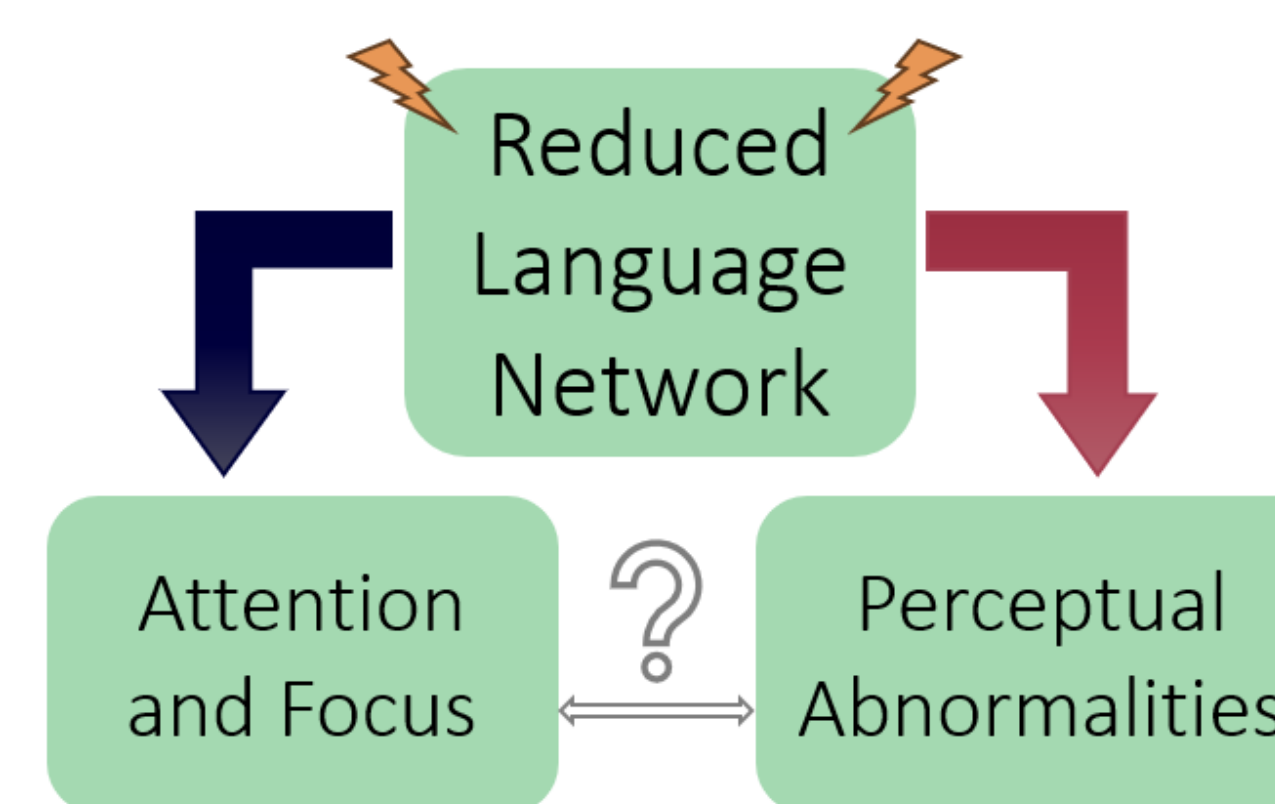 Reduced
Language
Network
Attention
and Focus
?
Perceptual
Abnormalities